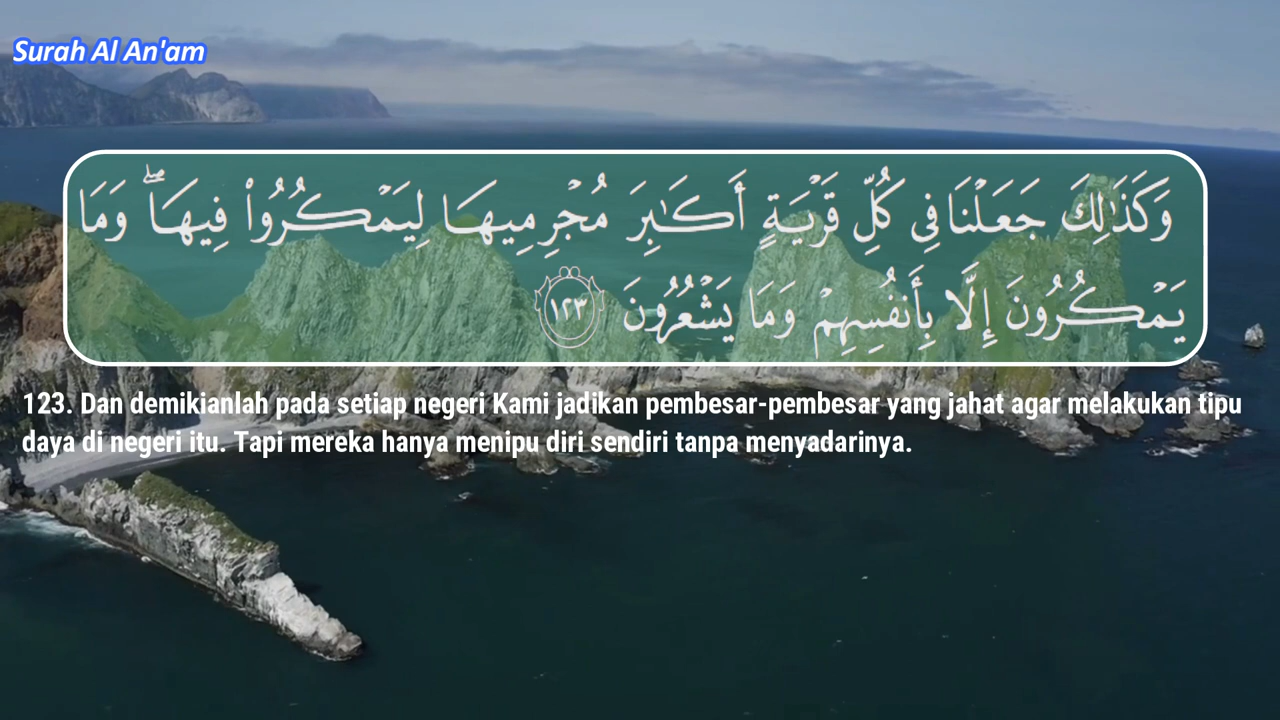 Surah Al An'am
وَكَذَٰلِكَ جَعَلْنَا فِى كُلِّ قَرْيَةٍ أَكَـٰبِرَ مُجْرِمِيهَا لِيَمْكُرُوا۟ فِيهَا ۖ وَمَا
يَمْكُرُونَ إِلَّا بِأَنفُسِهِمْ وَمَا يَشْعُرُونَ ١٢٣
123. Dan demikianlah pada setiap negeri Kami jadikan pembesar-pembesar yang jahat agar melakukan tipu
daya di negeri itu. Tapi mereka hanya menipu diri sendiri tanpa menyadarinya.